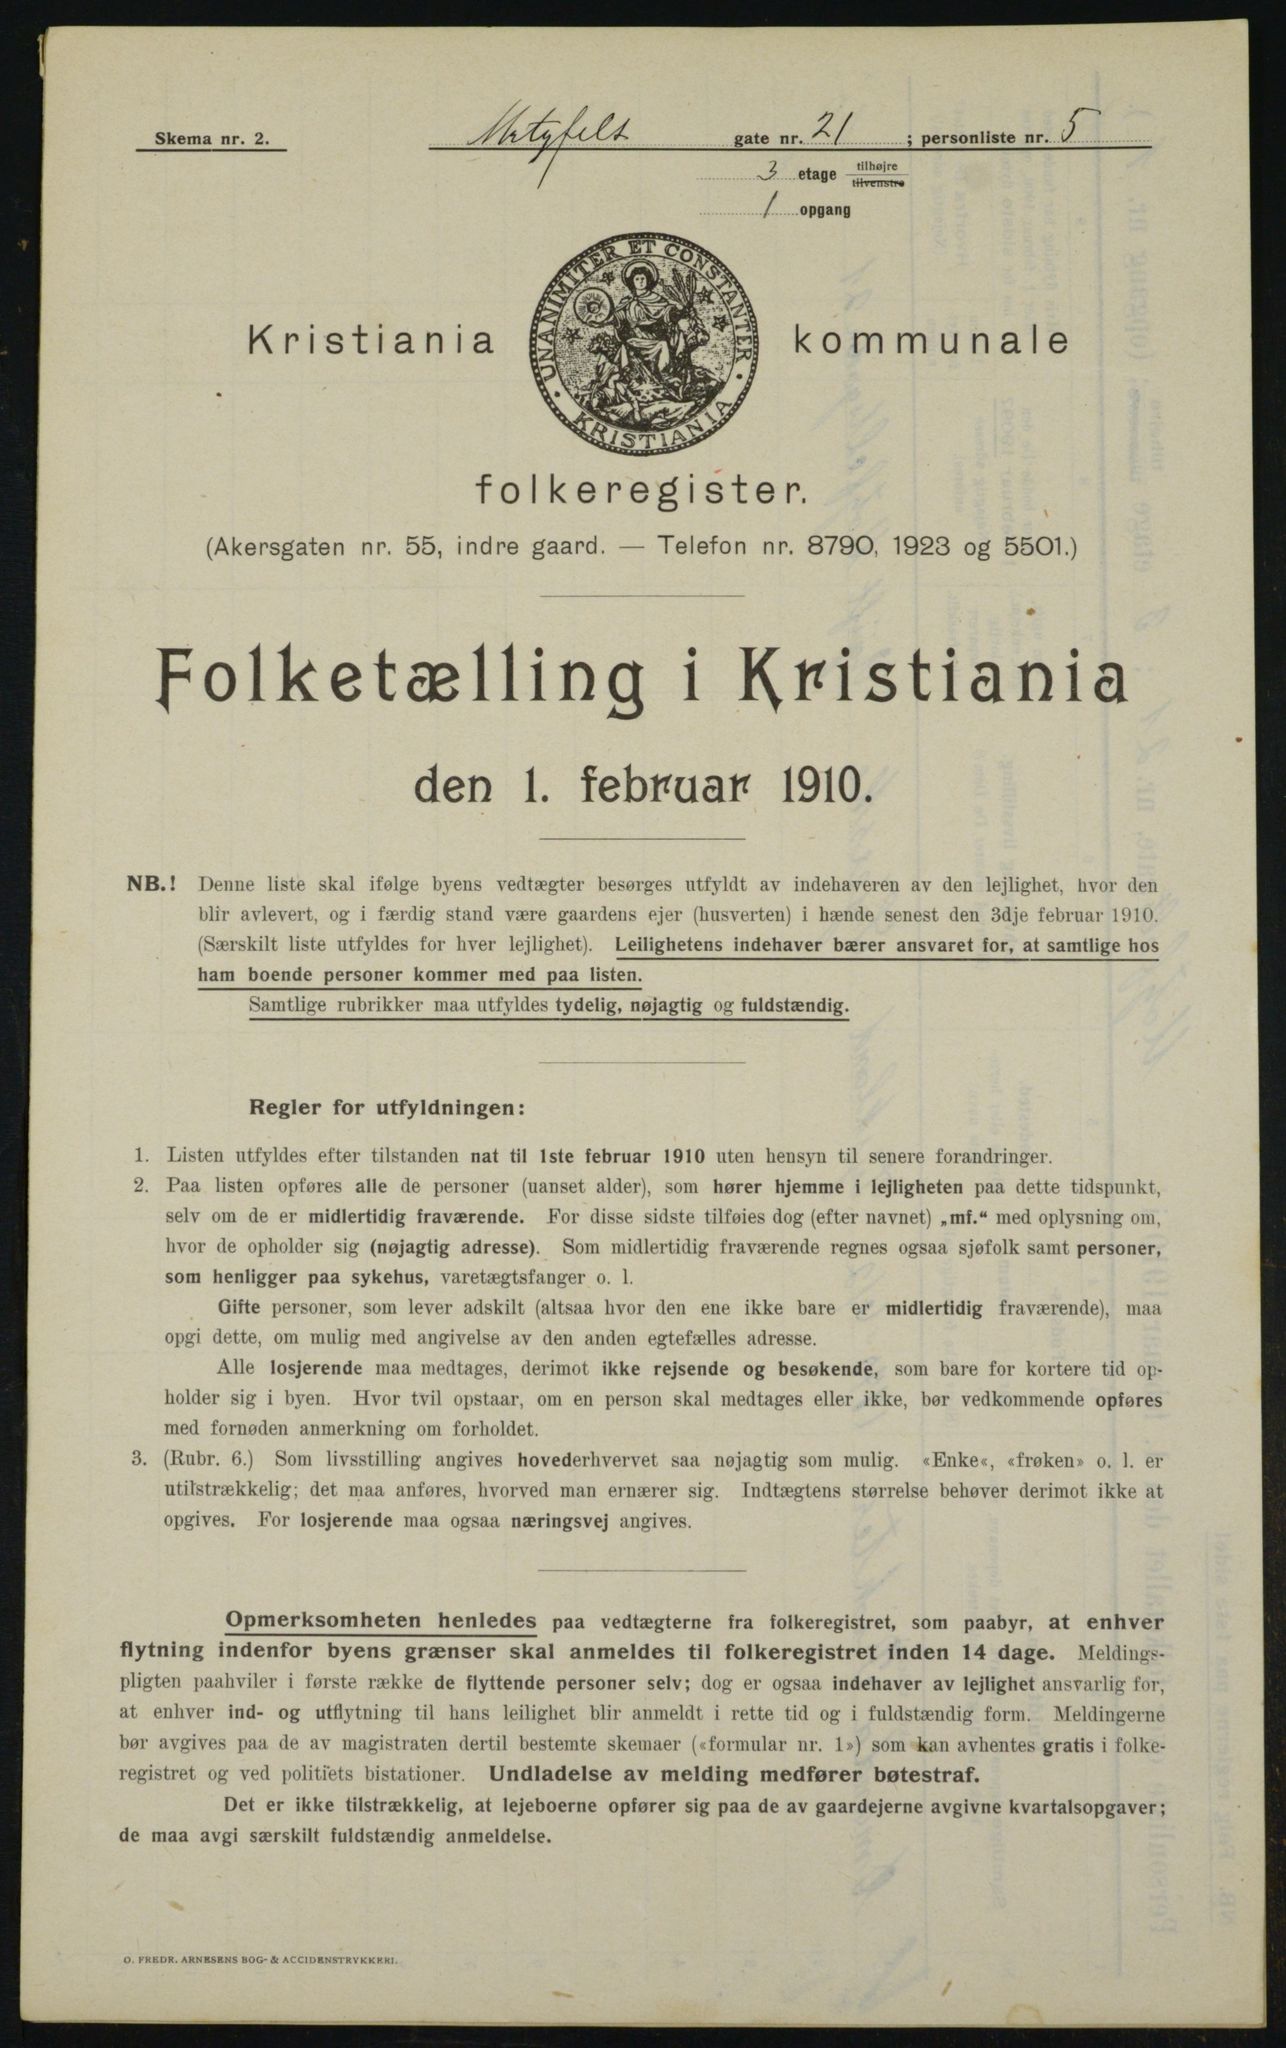 Skema nr. 2.
gate nr. 21 ; personliste nr. 5
3 etage tilhøjre
tilvenstre
1 opgang
UNANIMITER ET CONSTANTER
KRISTIANIA
Kristiania kommunale
folkeregister.
(Akersgaten nr. 55, indre gaard. — Telefon nr. 8790, 1923 og 5501.)
Folketælling i Kristiania
den 1. februar 1910.
NB.! Denne liste skal ifølge byens vedtægter besørges utfyldt av indehaveren av den lejlighet, hvor den
blir avlevert, og i færdig stand være gaardens ejer (husverten) i hænde senest den 3dje februar 1910.
(Særskilt liste utfyldes for hver lejlighet). Leilighetens indehaver bærer ansvaret for, at samtlige hos
ham boende personer kommer med paa listen.
Samtlige rubrikker maa utfyldes tydelig, nøjagtig og fuldstændig.
Regler for utfyldningen:
1. Listen utfyldes efter tilstanden nat til 1ste februar 1910 uten hensyn til senere forandringer.
2. Paa listen opføres alle de personer (uanset alder), som hører hjemme i lejligheten paa dette tidspunkt,
selv om de er midlertidig fraværende. For disse sidste tilføies dog (efter navnet) „mf.“ med oplysning om,
hvor de opholder sig (nøjagtig adresse). Som midlertidig fraværende regnes ogsaa sjøfolk samt personer,
som henligger paa sykehus, varetægtsfanger o. l.
Gifte personer, som lever adskilt (altsaa hvor den ene ikke bare er midlertidig fraværende), maa
opgi dette, om mulig med angivelse av den anden egtefælles adresse.
Alle losjerende maa medtages, derimot ikke rejsende og besøkende, som bare for kortere tid op-
holder sig i byen. Hvor tvil opstaar, om en person skal medtages eller ikke, bør vedkommende opføres
med fornøden anmerkning om forholdet.
3. (Rubr. 6.) Som livsstilling angives hovederhvervet saa nøjagtig som mulig. «Enke«, «frøken» o. l. er
utilstrækkelig; det maa anføres, hvorved man ernærer sig. Indtægtens størrelse behøver derimot ikke at
opgives. For losjerende maa ogsaa næringsvej angives.
Opmerksomheten henledes paa vedtægterne fra folkeregistret, som paabyr, at enhver
flytning indenfor byens grænser skal anmeldes til folkeregistret inden 14 dage. Meldings-
pligten paahviler i første række de flyttende personer selv; dog er ogsaa indehaver av lejlighet ansvarlig for,
at enhver ind- og utflytning til hans leilighet blir anmeldt i rette tid og i fuldstændig form. Meldingerne
bør avgives paa de av magistraten dertil bestemte skemaer («formular nr. 1») som kan avhentes gratis i folke-
registret og ved politiets bistationer. Undladelse av melding medfører bøtestraf.
Det er ikke tilstrækkelig, at lejeboerne opfører sig paa de av gaardejerne avgivne kvartalsopgaver;
de maa avgi særskilt fuldstændig anmeldelse.
O. FREDR. ARNESENS BOG- & ACCIDENSTRYKKERI.